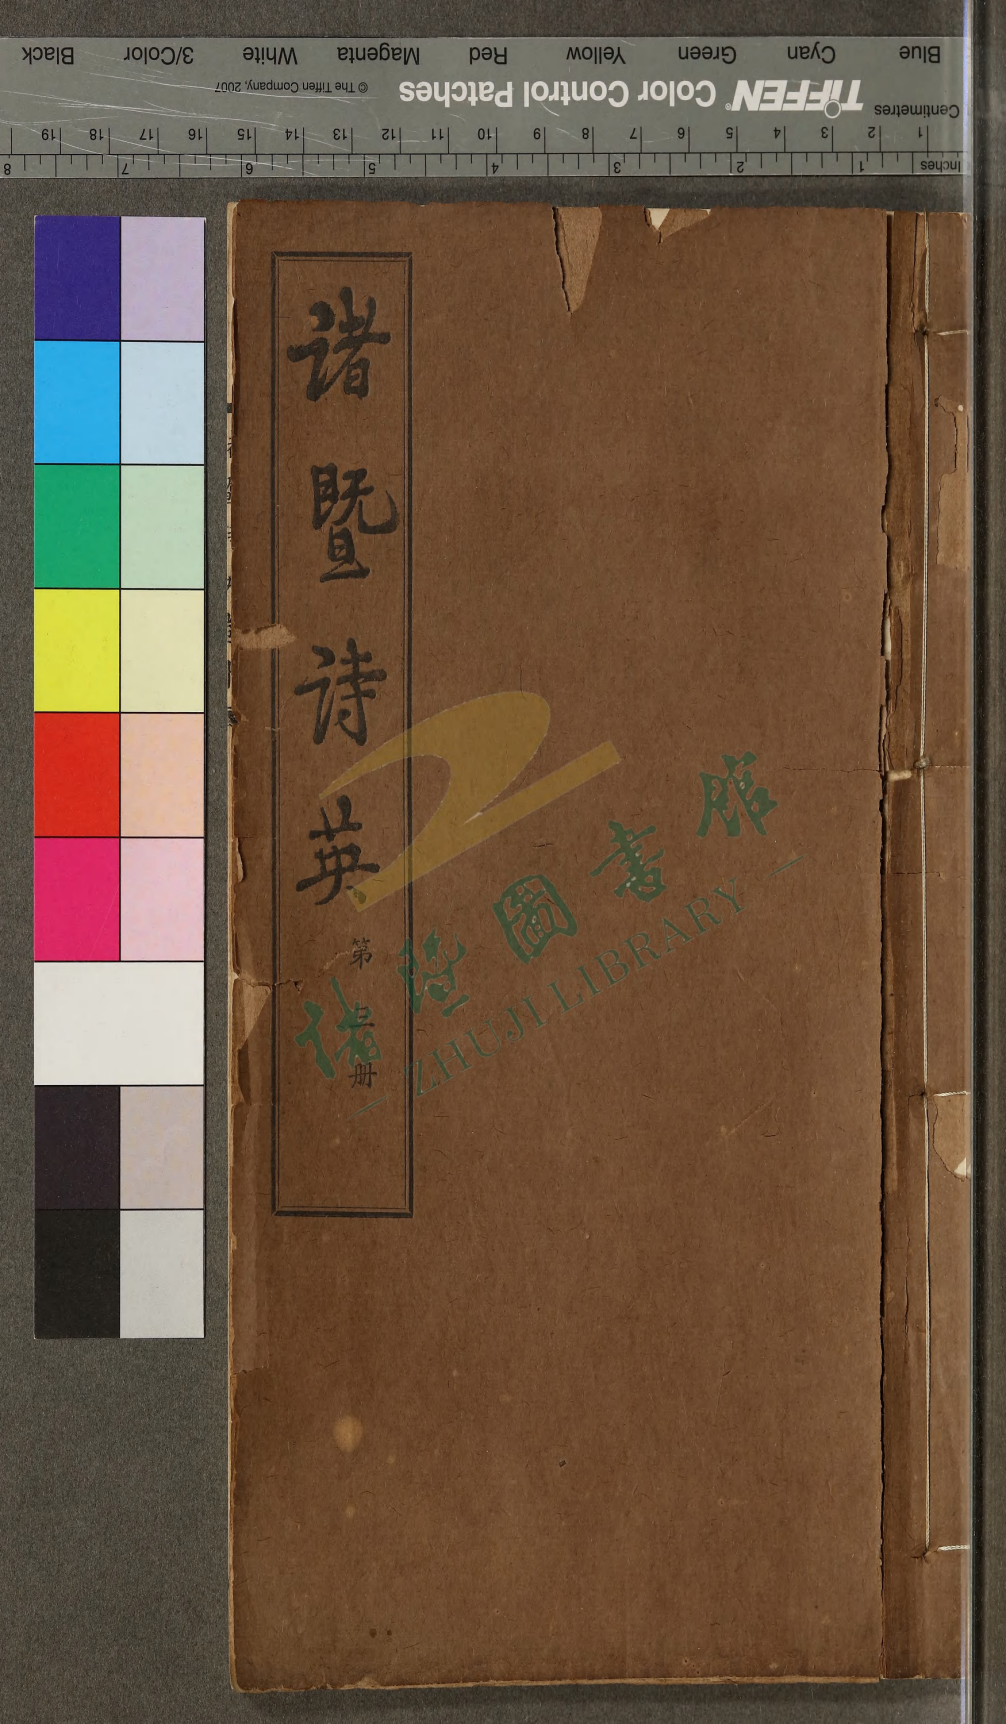 Blue Cyan Green Yellow Red Magenta White 3/Color Black
TIFFEN® Color Control Patches © The Tiffen Company, 2007
Centimetres
1 2 3 4 5 6 7 8 9 10 11 12 13 14 15 16 17 18 19
Inches 1 2 3 4 5 6 7 8
諸暨詩英
第三册
諸暨圖書館
ZHUJI LIBRARY